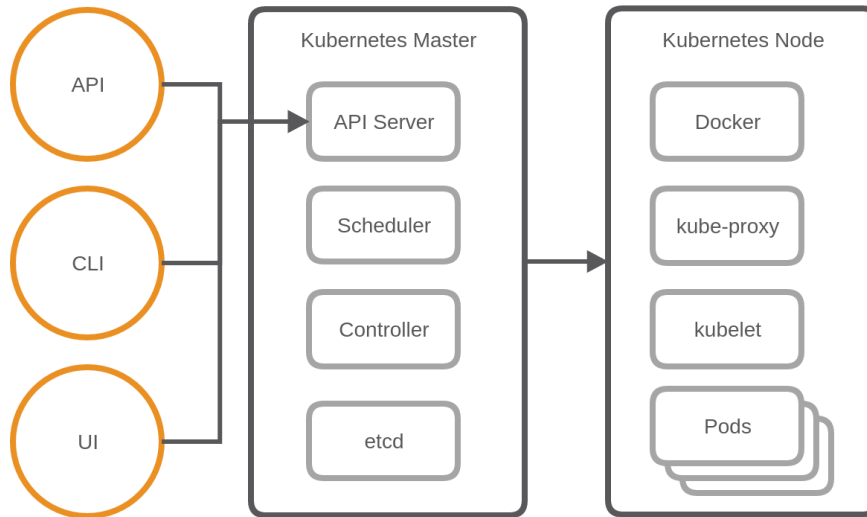 API
CLI
UI
Kubernetes Master
API Server
Scheduler
Controller
etcd
Kubernetes Node
Docker
kube-proxy
kubelet
Pods